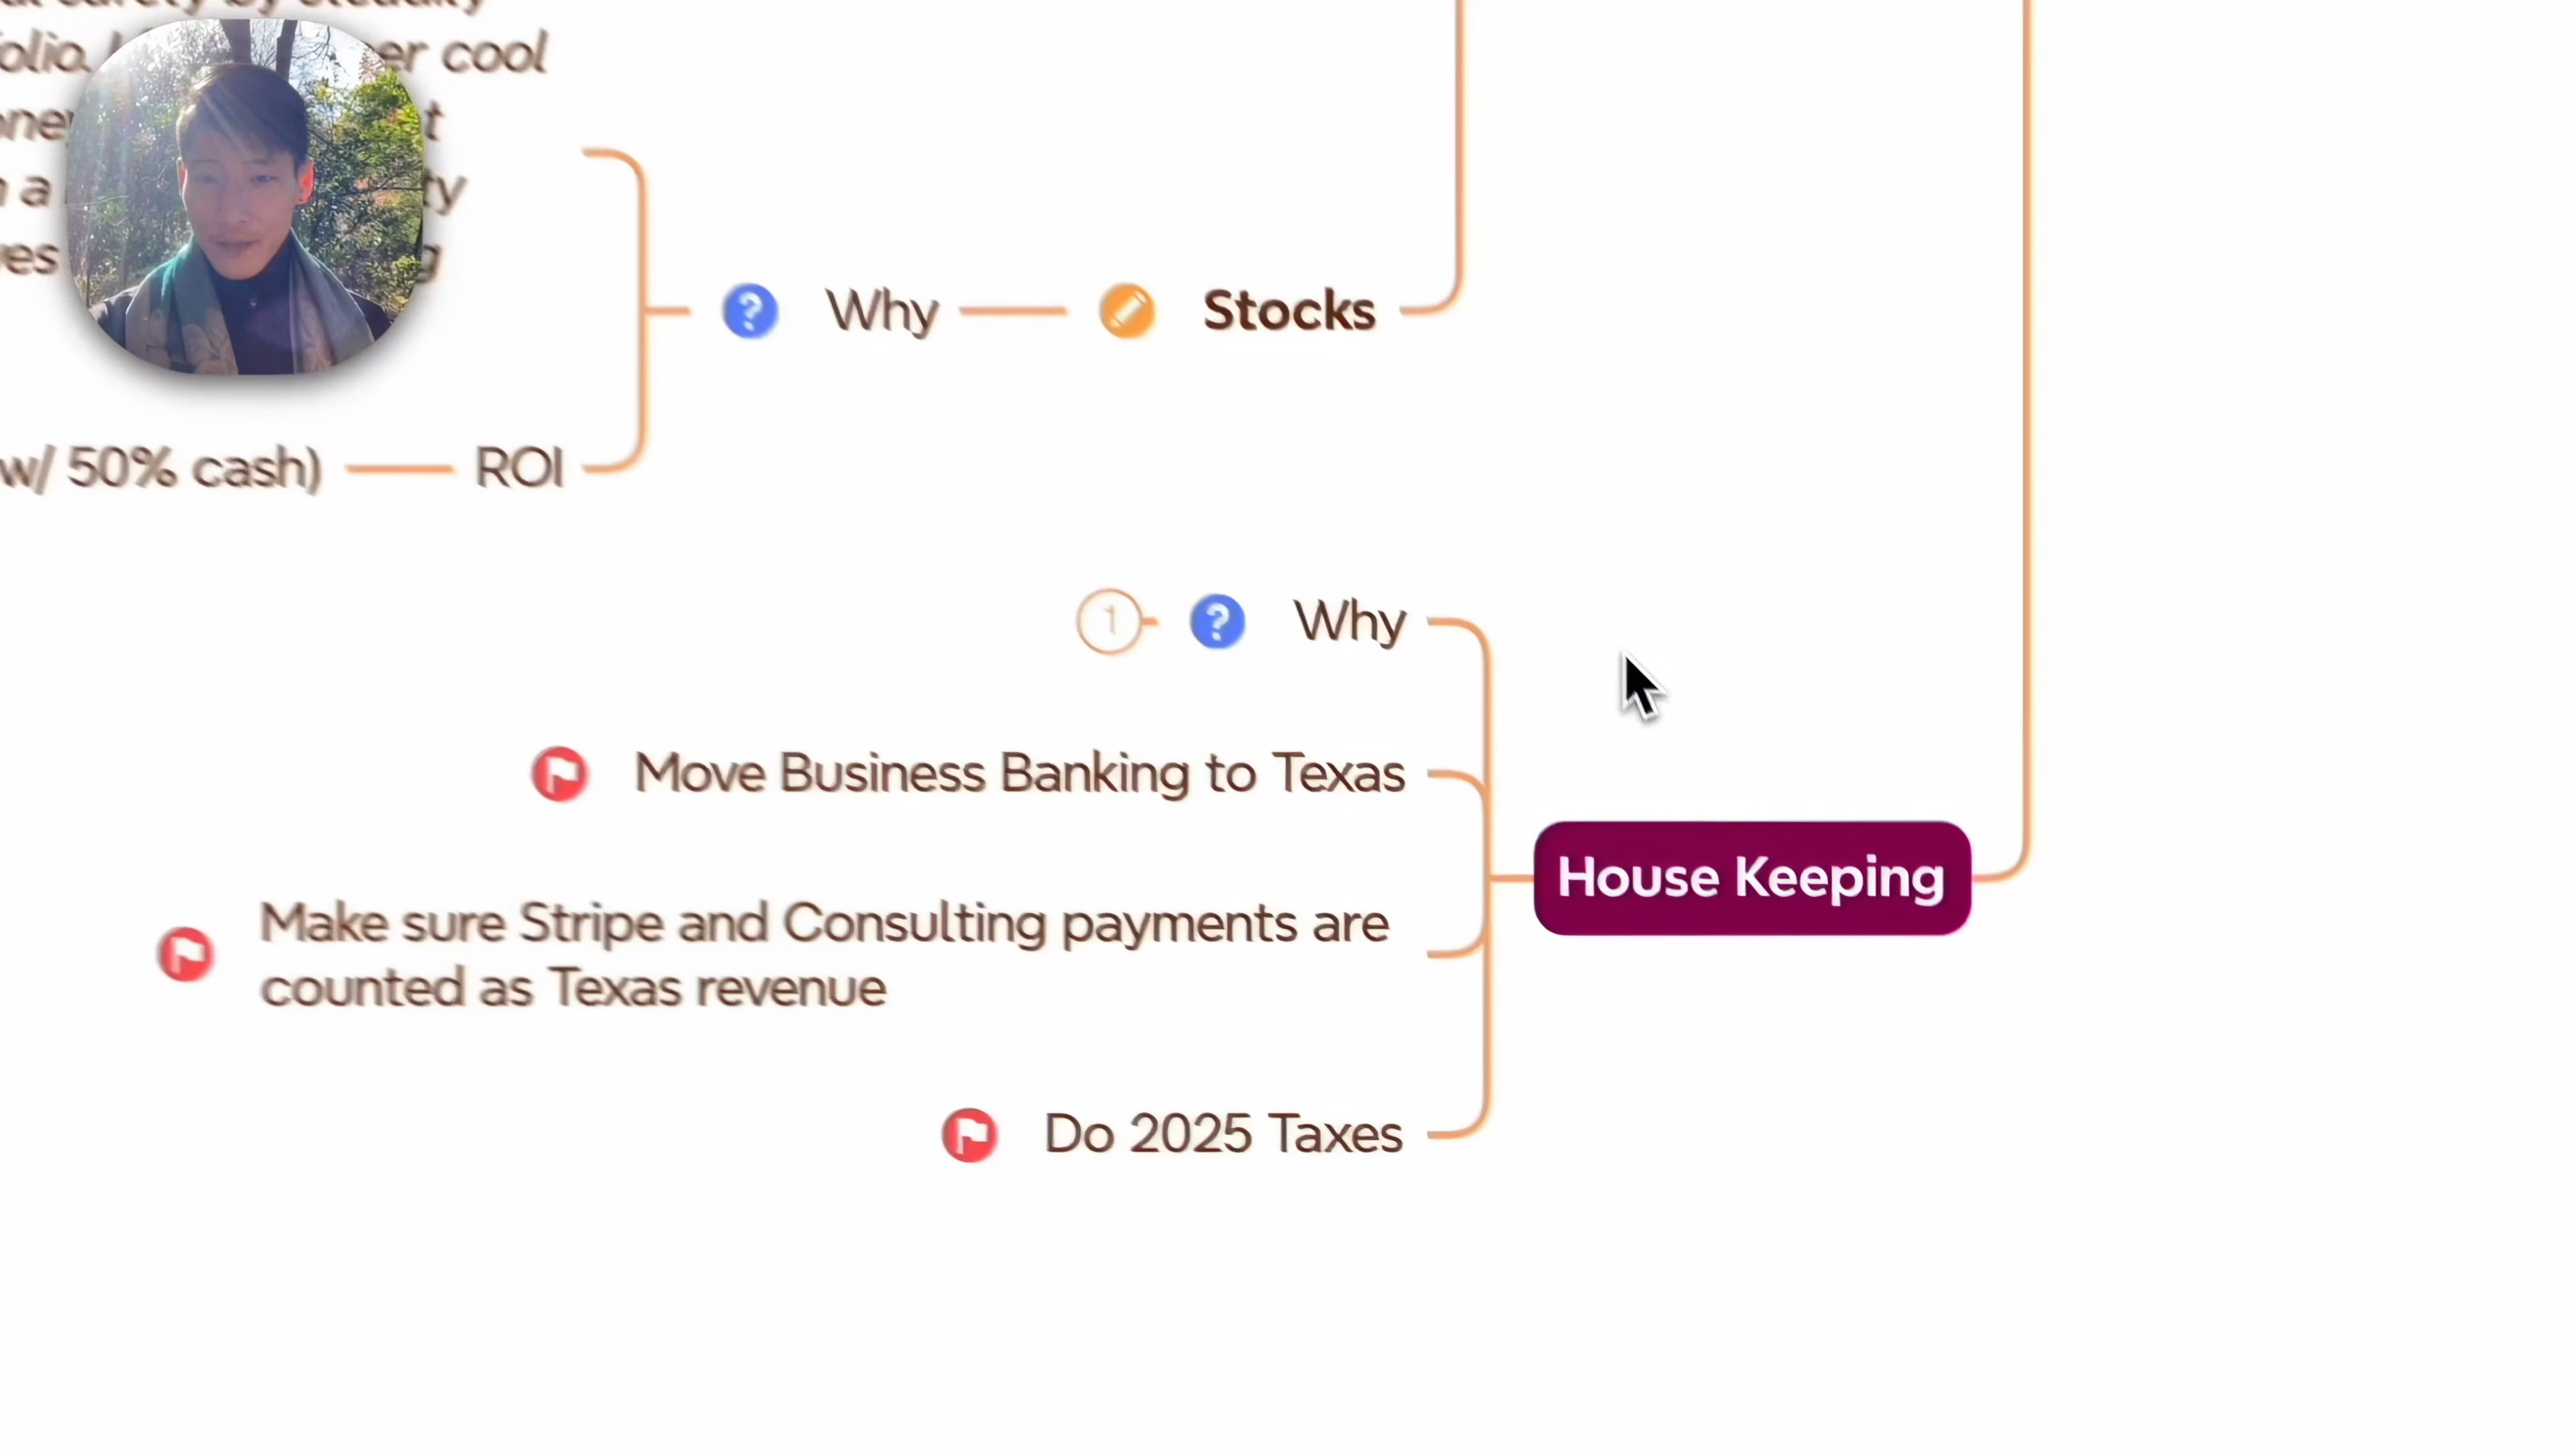 er cool
Why
Stocks
w/ 50% cash)
ROI
1
Why
Move Business Banking to Texas
House Keeping
Make sure Stripe and Consulting payments are
counted as Texas revenue
Do 2025 Taxes